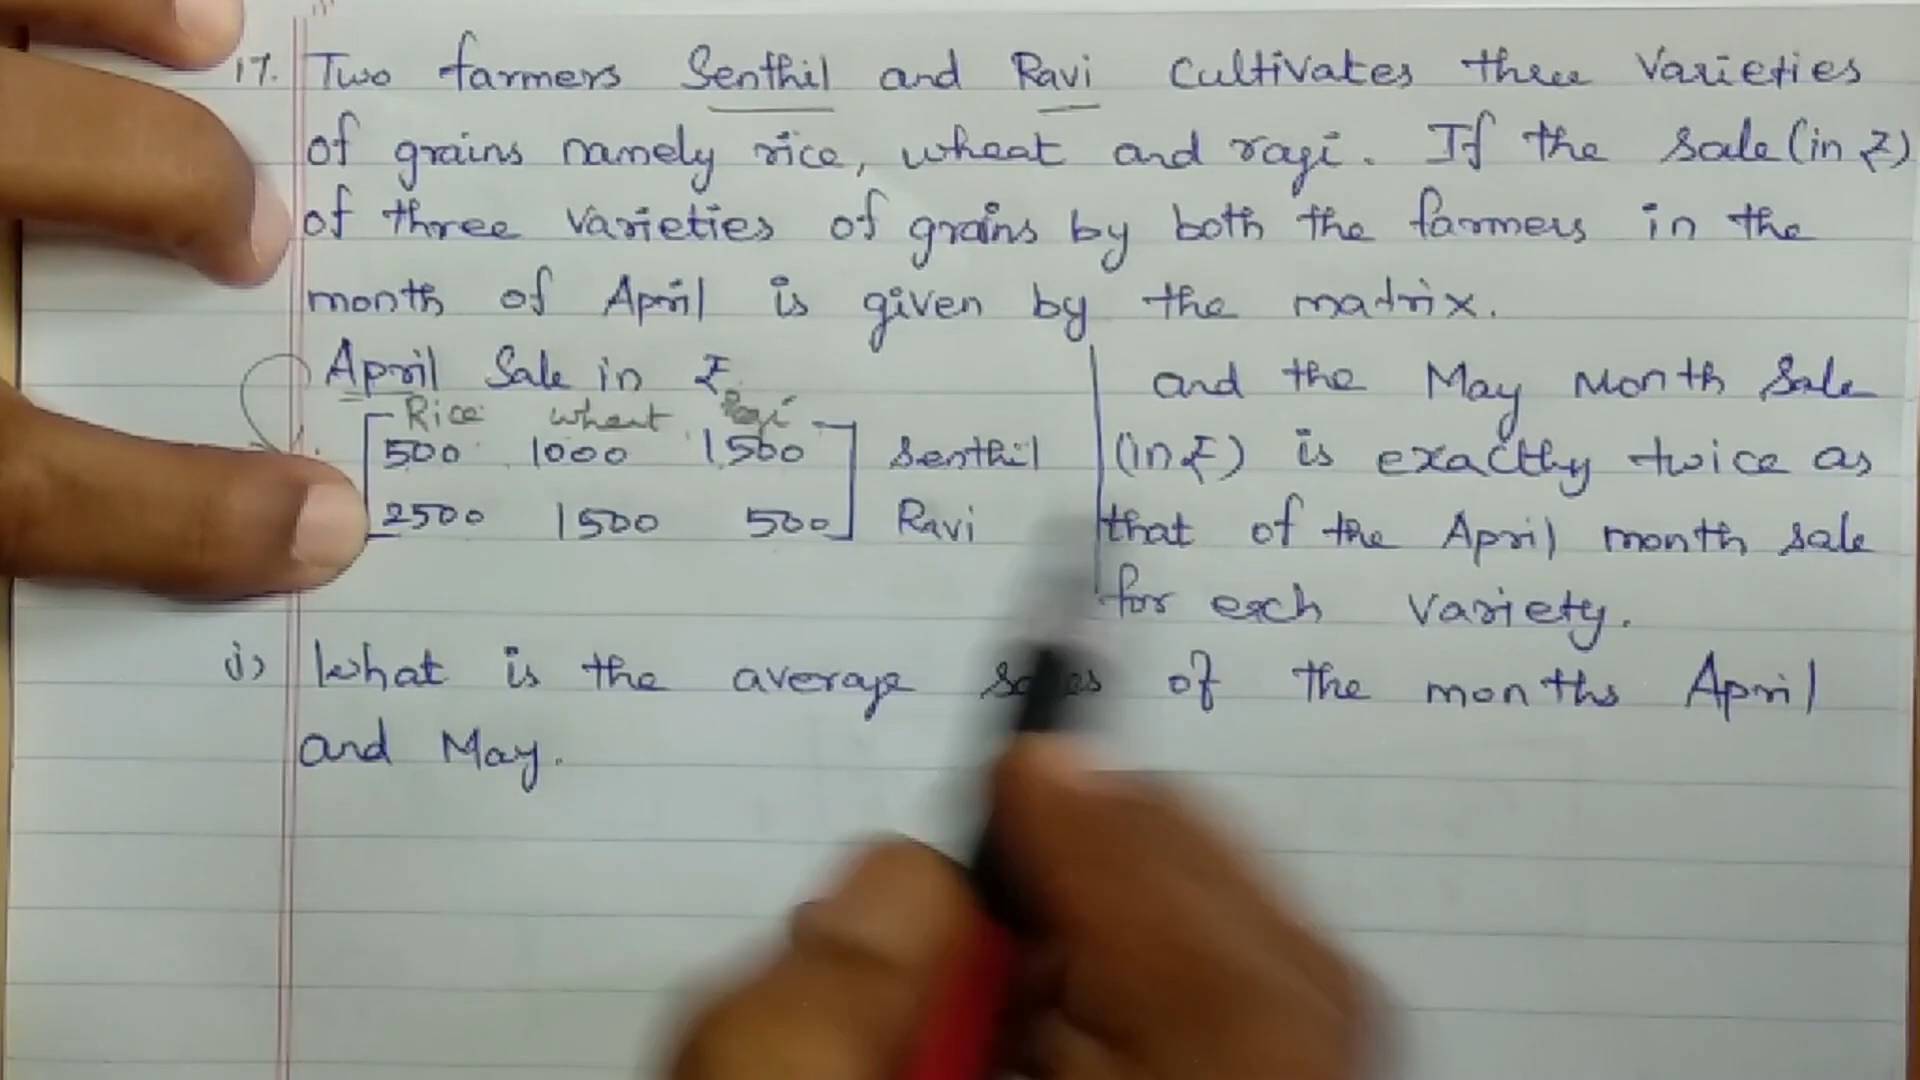 17. Two farmers Senthil and Ravi cultivates three varieties
of grains namely rice, wheat and ragi. If the sale (in ₹)
of three varieties of grains by both the farmers in the
month of April is given by the matrix.
April Sale in ₹
Rice wheat Ragi
500 1000 1500 Senthil
2500 1500 500 Ravi
and the May Month Sale
(in ₹) is exactly twice as
that of the April month sale
for each variety.
i) What is the average sales of the months April
and May.